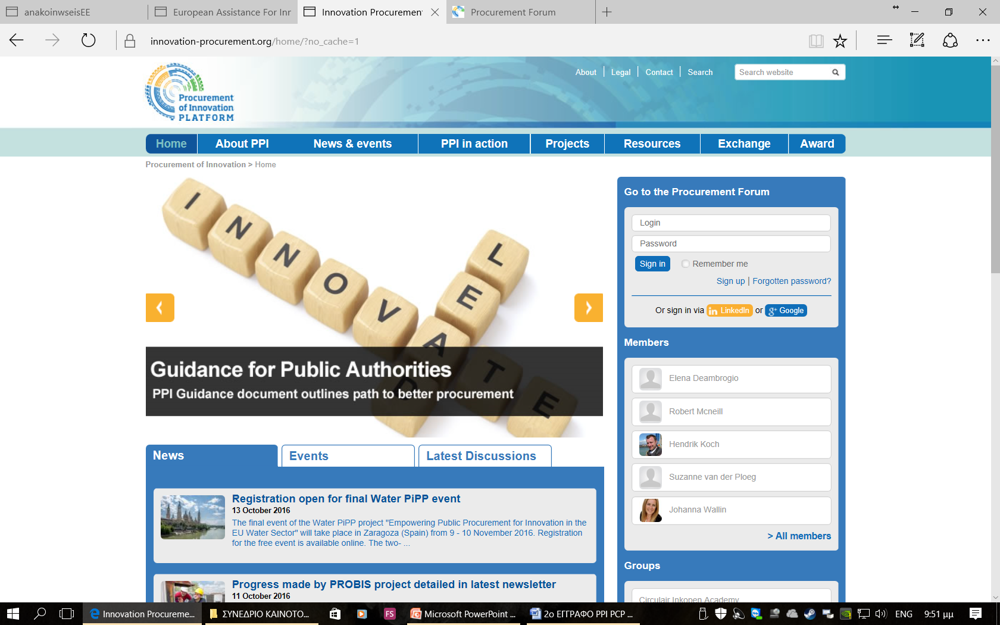 anakoinwseisEE
European Assistance For Inr
Innovation Procuremen
Procurement Forum
innovation-procurement.org/home/?no_cache=1
Procurement
of Innovation
PLATFORM
About | Legal | Contact | Search
Search website
Home
About PPI
News & events
PPI in action
Projects
Resources
Exchange
Award
Procurement of Innovation > Home
INNOVATE
LEAD
Guidance for Public Authorities
PPI Guidance document outlines path to better procurement
Go to the Procurement Forum
Login
Password
Sign in
Remember me
Sign up | Forgotten password?
Or sign in via in LinkedIn or g+ Google
Members
Elena Deambrogio
Robert Mcneill
Hendrik Koch
Suzanne van der Ploeg
Johanna Wallin
> All members
Groups
Circulair Inkopen Academy
News
Events
Latest Discussions
Registration open for final Water PiPP event
13 October 2016
The final event of the Water PiPP project "Empowering Public Procurement for Innovation in the
EU Water Sector" will take place in Zaragoza (Spain) from 9 - 10 November 2016. Registration
for the free event is available online. The two- ...
Progress made by PROBIS project detailed in latest newsletter
11 October 2016
Innovation Procureme...
ΣΥΝΕΔΡΙΟ ΚΑΙΝΟΤΟ...
FS
Microsoft PowerPoint ...
2ο ΕΓΓΡΑΦΟ PPI PCP ...
ENG
9:51 μμ